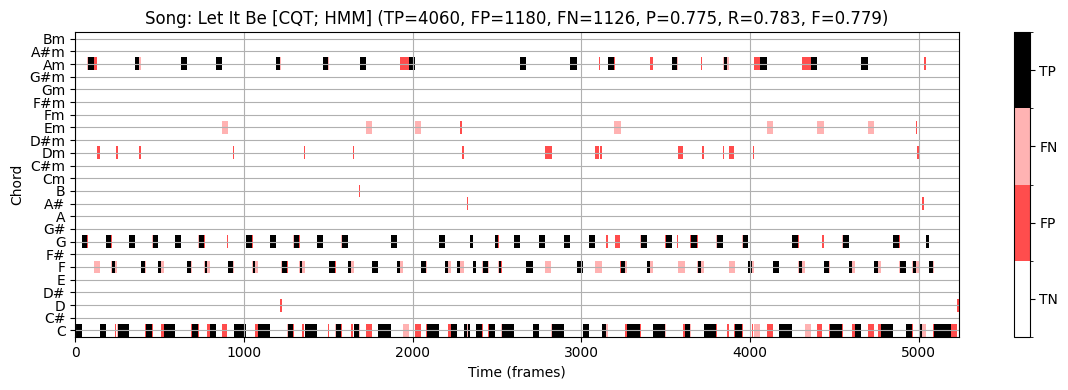 Song: Let It Be [CQT; HMM] (TP=4060, FP=1180, FN=1126, P=0.775, R=0.783, F=0.779)
Chord
Bm
A#m
Am
G#m
Gm
F#m
Fm
Em
D#m
Dm
C#m
Cm
B
A#
A
G#
G
F#
F
E
D#
D
C#
C
0 1000 2000 3000 4000 5000
Time (frames)
TP
FN
FP
TN